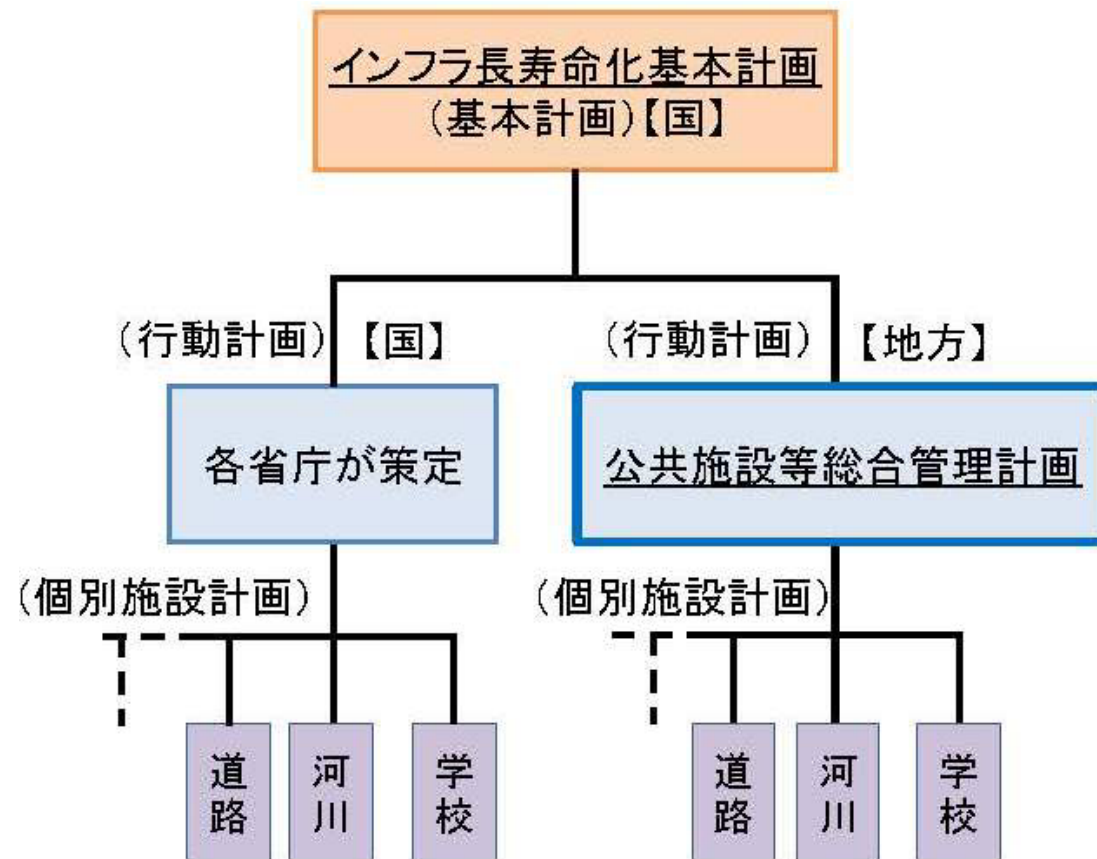 インフラ長寿命化基本計画
（基本計画）【国】
（行動計画）【国】
（行動計画）【地方】
各省庁が策定
公共施設等総合管理計画
（個別施設計画）
（個別施設計画）
道路
河川
学校
道路
河川
学校